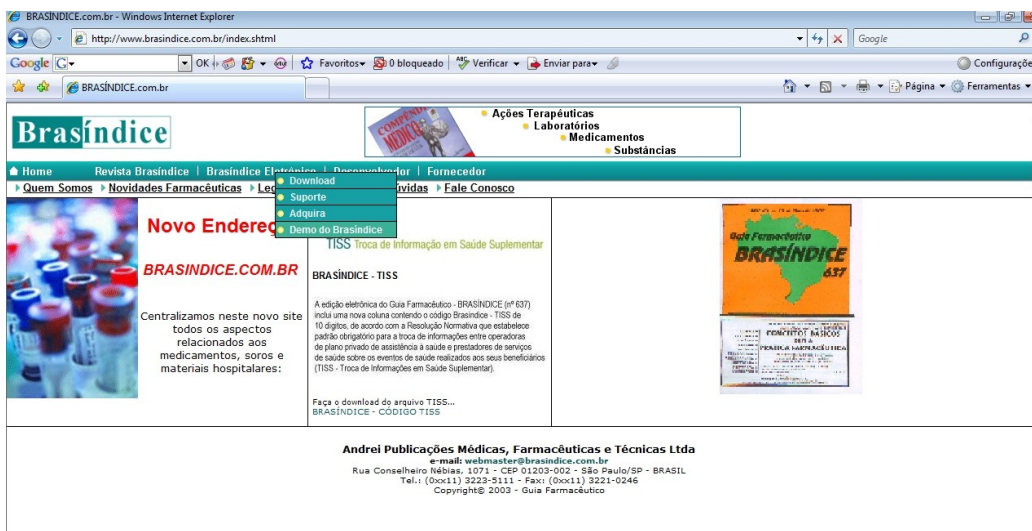 BRASÍNDICE.com.br - Windows Internet Explorer
http://www.brasindice.com.br/index.shtml
Google
Google G
OK
Favoritos
0 bloqueado
Verificar
Enviar para
Configuraçõe
BRASÍNDICE.com.br
Página
Ferramentas
Brasíndice
COMPÊNDIO MÉDICO
Ações Terapéuticas
Laboratórios
Medicamentos
Substáncias
Home
Revista Brasíndice | Brasíndice Eletrônico | Desenvolvedor | Fornecedor
Quem Somos
Novidades Farmacêuticas
Fale Conosco
Download
Suporte
Adquira
Demo do Brasindice
Novo Endereç
BRASINDICE.COM.BR
Centralizamos neste novo site
todos os aspectos
relacionados aos
medicamentos, soros e
materiais hospitalares:
TISS Troca de Informação em Saúde Suplementar
BRASÍNDICE - TISS
A edição eletrônica do Guia Farmacêutico - BRASÍNDICE (nº 637)
inclui uma nova coluna contendo o código Brasindice - TISS de
10 digitos, de acordo com a Resolução Normativa que estabelece
padrão obrigatório para a troca de informações entre operadoras
de plano privado de assistência à saúde e prestadores de serviços
de saúde sobre os eventos de saúde realizados aos seus beneficiários
(TISS - Troca de Informações em Saúde Suplementar).
Faça o download do arquivo TISS...
BRASÍNDICE - CÓDIGO TISS
Guia Farmacêutico
BRASÍNDICE
637
CONCEITOS BÁSICOS
PRÁTICA FARMACÊUTICA
Andrei Publicações Médicas, Farmacêuticas e Técnicas Ltda
e-mail: webmaster@brasindice.com.br
Rua Conselheiro Nébias, 1071 - CEP 01203-002 - São Paulo/SP - BRASIL
Tel.: (0xx11) 3223-5111 - Fax: (0xx11) 3221-0246
Copyright© 2003 - Guia Farmacêutico